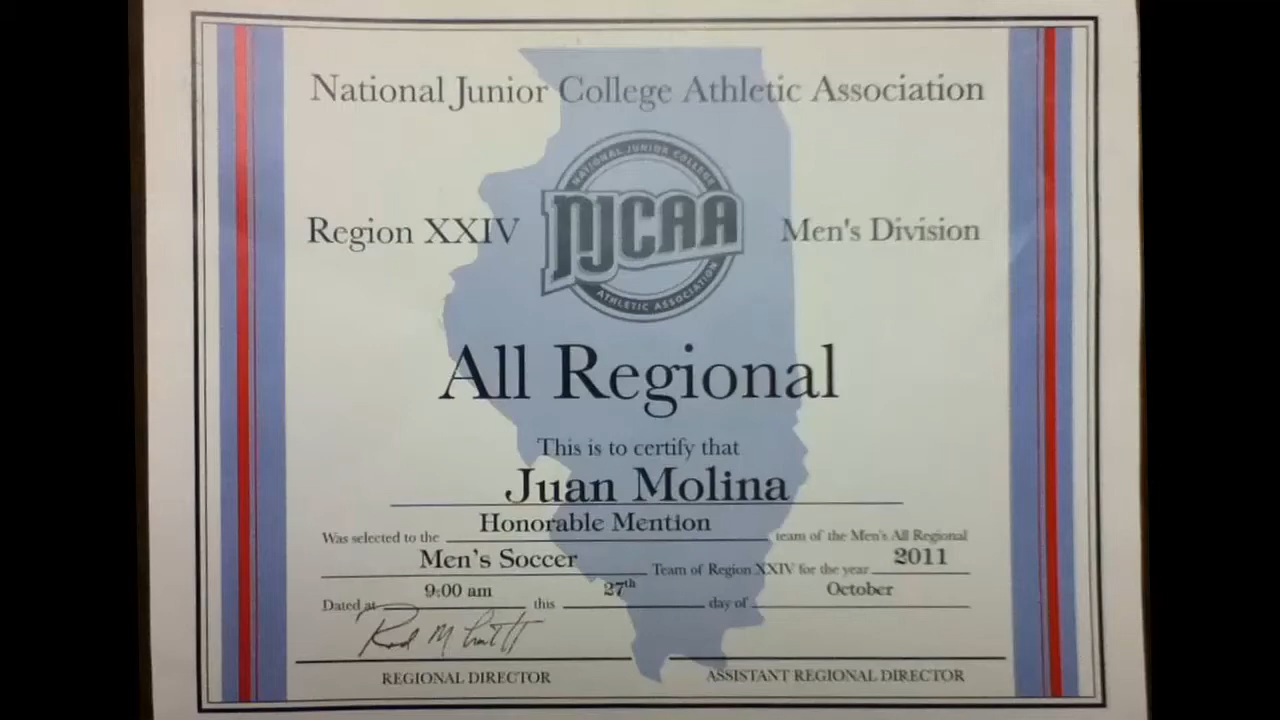 National Junior College Athletic Association
NATIONAL JUNIOR COLLEGE
NJCAA
ATHLETIC ASSOCIATION
Region XXIV
Men's Division
All Regional
This is to certify that
Juan Molina
Was selected to the Honorable Mention team of the Men's All Regional
Men's Soccer Team of Region XXIV for the year 2011
Dated at 9:00 am this 27th day of October
REGIONAL DIRECTOR
ASSISTANT REGIONAL DIRECTOR